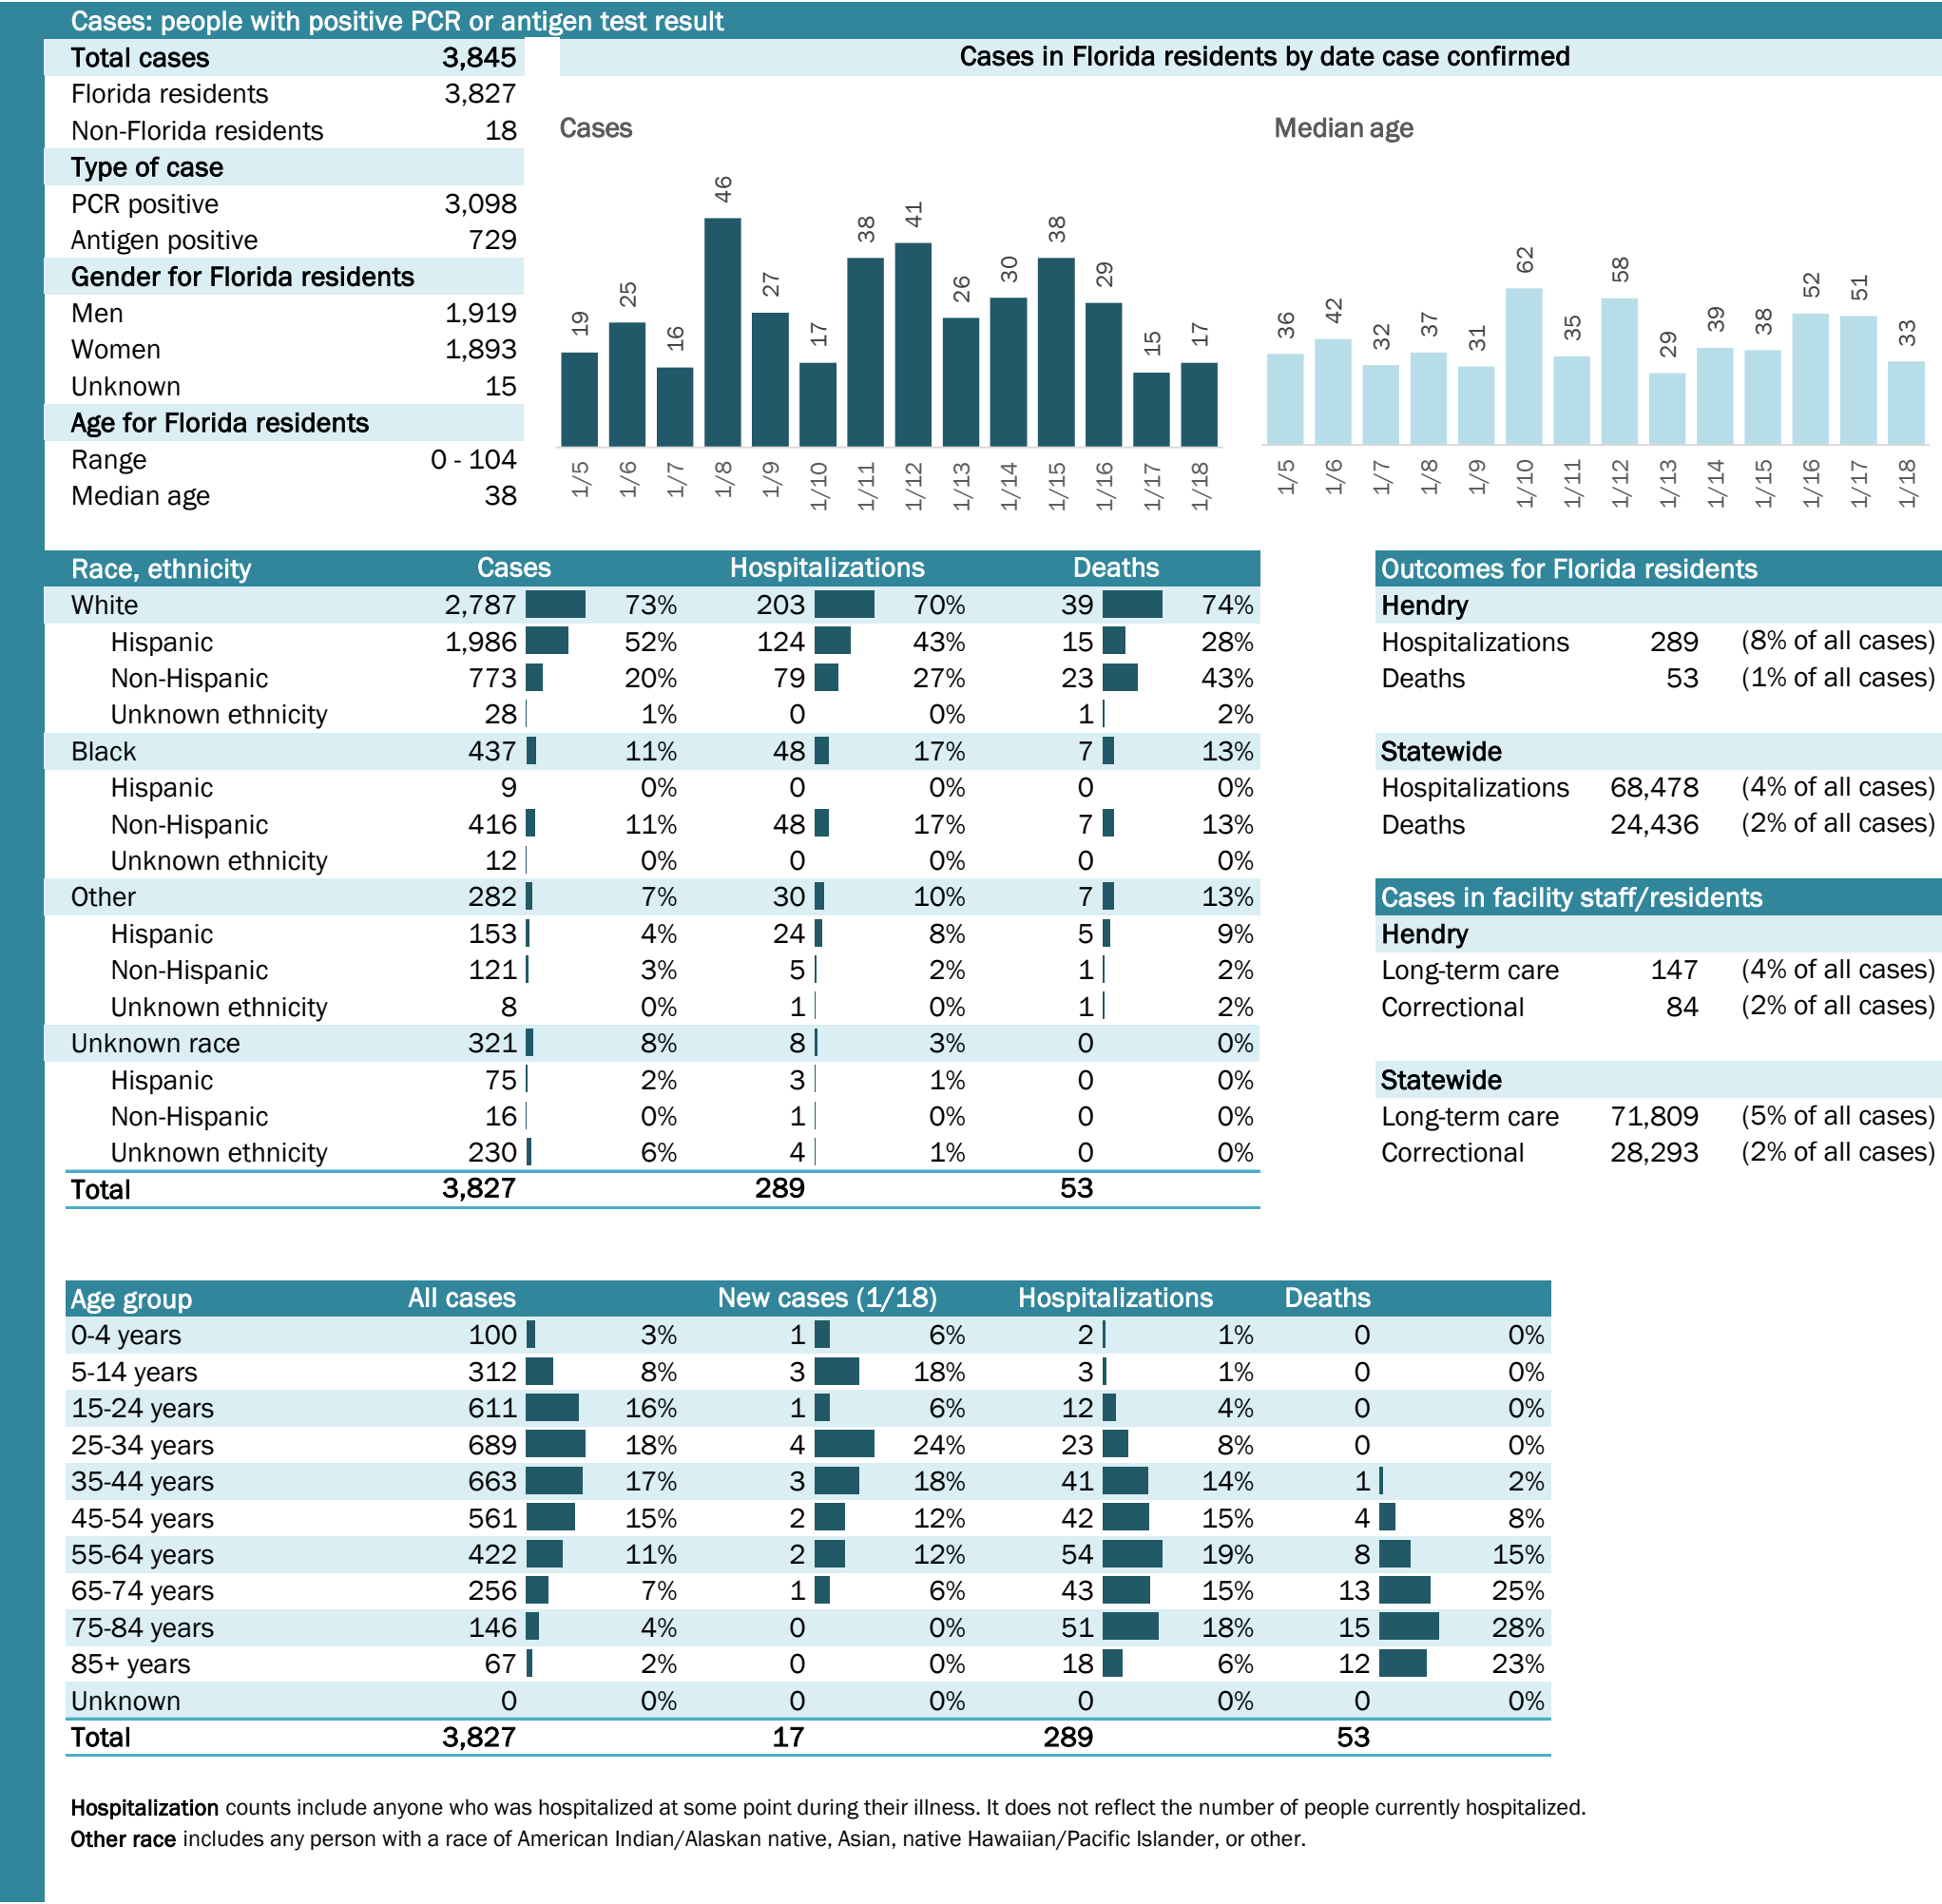 Cases: people with positive PCR or antigen test result
Total cases 3,845
Florida residents 3,827
Non-Florida residents 18
Type of case
PCR positive 3,098
Antigen positive 729
Gender for Florida residents
Men 1,919
Women 1,893
Unknown 15
Age for Florida residents
Range 0 - 104
Median age 38
Cases in Florida residents by date case confirmed
Cases
19 25 16 46 27 17 38 41 26 30 38 29 15 17
1/5 1/6 1/7 1/8 1/9 1/10 1/11 1/12 1/13 1/14 1/15 1/16 1/17 1/18
Median age
36 42 32 37 31 62 35 58 29 39 38 52 51 33
1/5 1/6 1/7 1/8 1/9 1/10 1/11 1/12 1/13 1/14 1/15 1/16 1/17 1/18
Race, ethnicity Cases Hospitalizations Deaths
White 2,787 73% 203 70% 39 74%
Hispanic 1,986 52% 124 43% 15 28%
Non-Hispanic 773 20% 79 27% 23 43%
Unknown ethnicity 28 1% 0 0% 1 2%
Black 437 11% 48 17% 7 13%
Hispanic 9 0% 0 0% 0 0%
Non-Hispanic 416 11% 48 17% 7 13%
Unknown ethnicity 12 0% 0 0% 0 0%
Other 282 7% 30 10% 7 13%
Hispanic 153 4% 24 8% 5 9%
Non-Hispanic 121 3% 5 2% 1 2%
Unknown ethnicity 8 0% 1 0% 1 2%
Unknown race 321 8% 8 3% 0 0%
Hispanic 75 2% 3 1% 0 0%
Non-Hispanic 16 0% 1 0% 0 0%
Unknown ethnicity 230 6% 4 1% 0 0%
Total 3,827 289 53
Outcomes for Florida residents
Hendry
Hospitalizations 289 (8% of all cases)
Deaths 53 (1% of all cases)
Statewide
Hospitalizations 68,478 (4% of all cases)
Deaths 24,436 (2% of all cases)
Cases in facility staff/residents
Hendry
Long-term care 147 (4% of all cases)
Correctional 84 (2% of all cases)
Statewide
Long-term care 71,809 (5% of all cases)
Correctional 28,293 (2% of all cases)
Age group All cases New cases (1/18) Hospitalizations Deaths
0-4 years 100 3% 1 6% 2 1% 0 0%
5-14 years 312 8% 3 18% 3 1% 0 0%
15-24 years 611 16% 1 6% 12 4% 0 0%
25-34 years 689 18% 4 24% 23 8% 0 0%
35-44 years 663 17% 3 18% 41 14% 1 2%
45-54 years 561 15% 2 12% 42 15% 4 8%
55-64 years 422 11% 2 12% 54 19% 8 15%
65-74 years 256 7% 1 6% 43 15% 13 25%
75-84 years 146 4% 0 0% 51 18% 15 28%
85+ years 67 2% 0 0% 18 6% 12 23%
Unknown 0 0% 0 0% 0 0% 0 0%
Total 3,827 17 289 53
Hospitalization counts include anyone who was hospitalized at some point during their illness. It does not reflect the number of people currently hospitalized.
Other race includes any person with a race of American Indian/Alaskan native, Asian, native Hawaiian/Pacific Islander, or other.